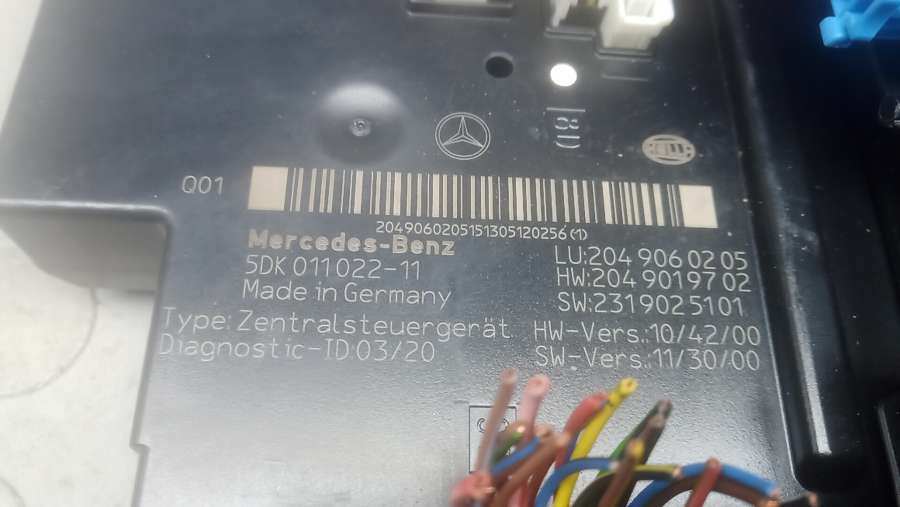 Q01
2049060205151305120256(1)
Mercedes-Benz
5DK 011022-11
Made in Germany
Type: Zentralsteuergerät
Diagnostic-ID:03/20
LU:204 906 02 05
HW:204 901 97 02
SW:231 902 51 01
HW-Vers.:10/42/00
SW-Vers.:11/30/00